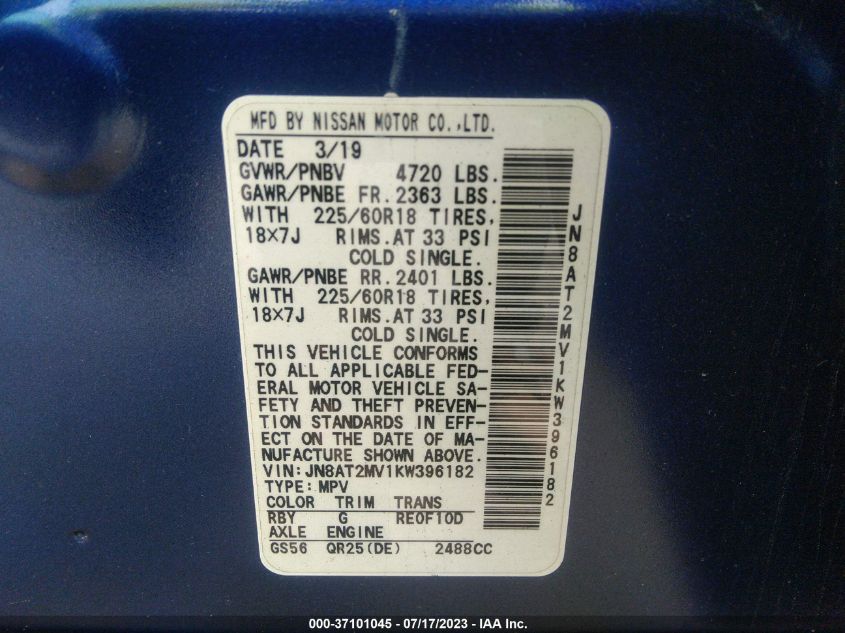 MFD BY NISSAN MOTOR CO.,LTD.
DATE 3/19
GVWR/PNBV 4720 LBS.
GAWR/PNBE FR. 2363 LBS.
WITH 225/60R18 TIRES,
18×7J RIMS.AT 33 PSI
COLD SINGLE.
GAWR/PNBE RR. 2401 LBS.
WITH 225/60R18 TIRES,
18×7J RIMS.AT 33 PSI
COLD SINGLE.
THIS VEHICLE CONFORMS
TO ALL APPLICABLE FED-
ERAL MOTOR VEHICLE SA-
FETY AND THEFT PREVEN-
TION STANDARDS IN EFF-
ECT ON THE DATE OF MA-
NUFACTURE SHOWN ABOVE.
VIN:JN8AT2MV1KW396182
TYPE: MPV
COLOR TRIM TRANS
RBY G RE0F10D
AXLE ENGINE
GS56 QR25(DE) 2488CC
JN8AT2MV1KW396182
000-37101045 - 07/17/2023 - IAA Inc.